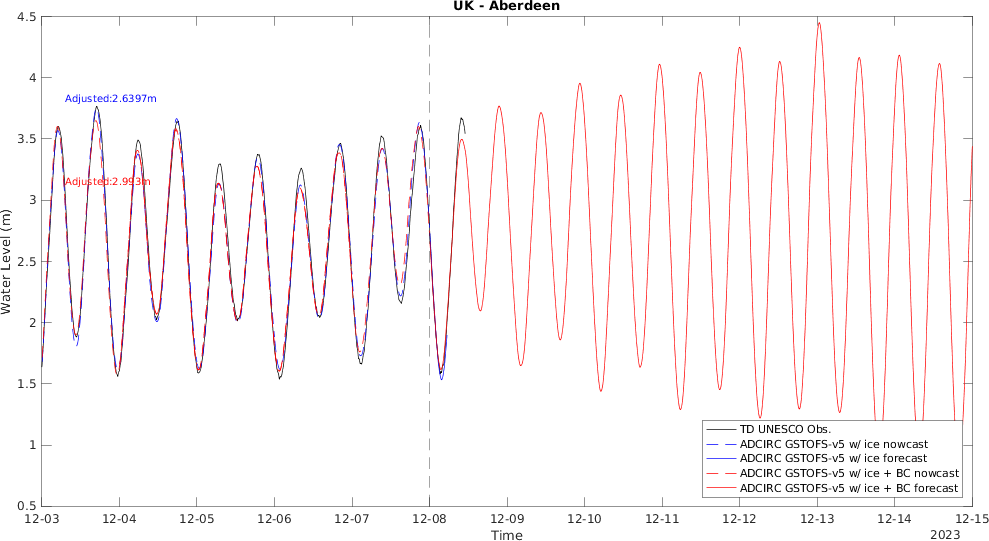 UK - Aberdeen
4.5
4
3.5
3
2.5
2
1.5
1
0.5
Water Level (m)
Adjusted:2.6397m
Adjusted:2.993m
TD UNESCO Obs.
ADCIRC GSTOFS-v5 w/ ice nowcast
ADCIRC GSTOFS-v5 w/ ice forecast
ADCIRC GSTOFS-v5 w/ ice + BC nowcast
ADCIRC GSTOFS-v5 w/ ice + BC forecast
12-03 12-04 12-05 12-06 12-07 12-08 12-09 12-10 12-11 12-12 12-13 12-14 12-15
Time
2023